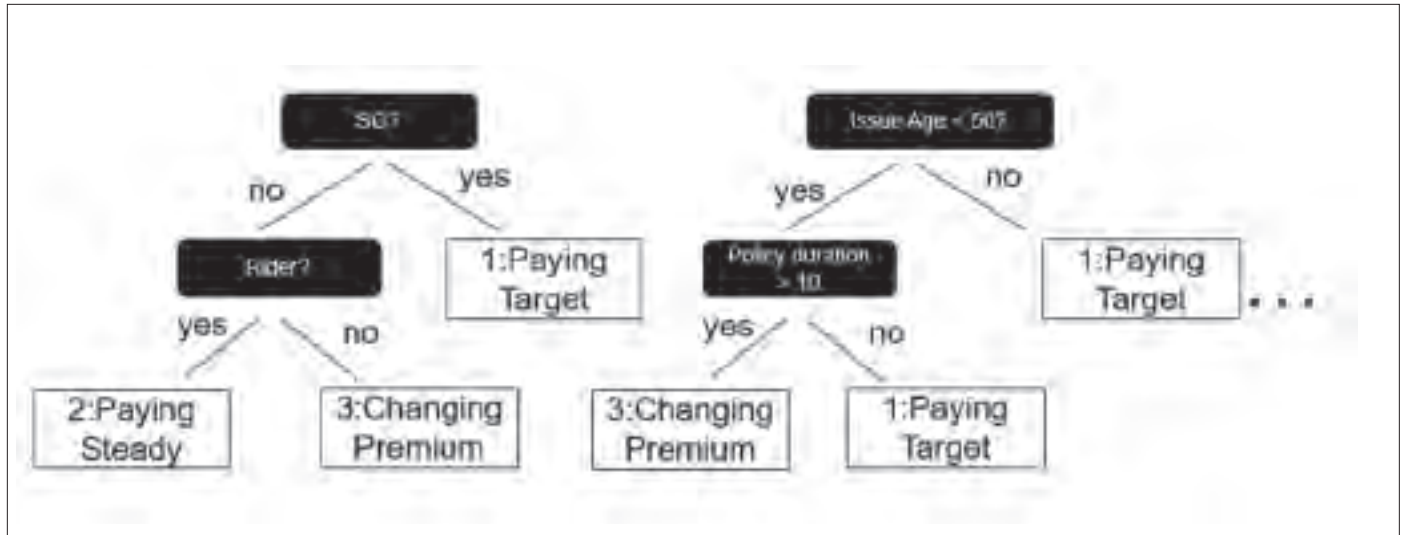 Issue Age < 50?
no
yes
yes
no
Rider?
1:Paying
Target
Policy duration
> 10
1:Paying
Target
...
yes
no
yes
no
2:Paying
Steady
3:Changing
Premium
3:Changing
Premium
1:Paying
Target